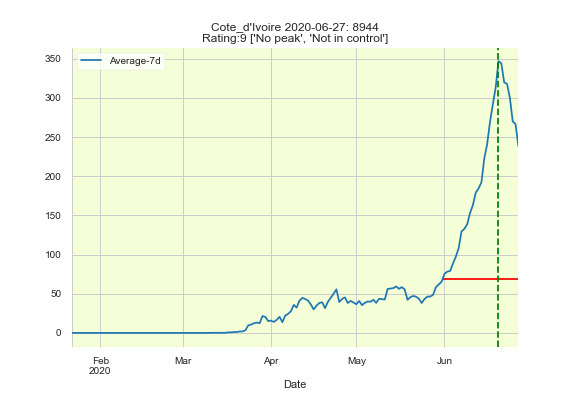 Cote_d'Ivoire 2020-06-27: 8944
Rating:9 ['No peak', 'Not in control']
Average-7d
350
300
250
200
150
100
50
0
Feb Mar Apr May Jun
2020
Date